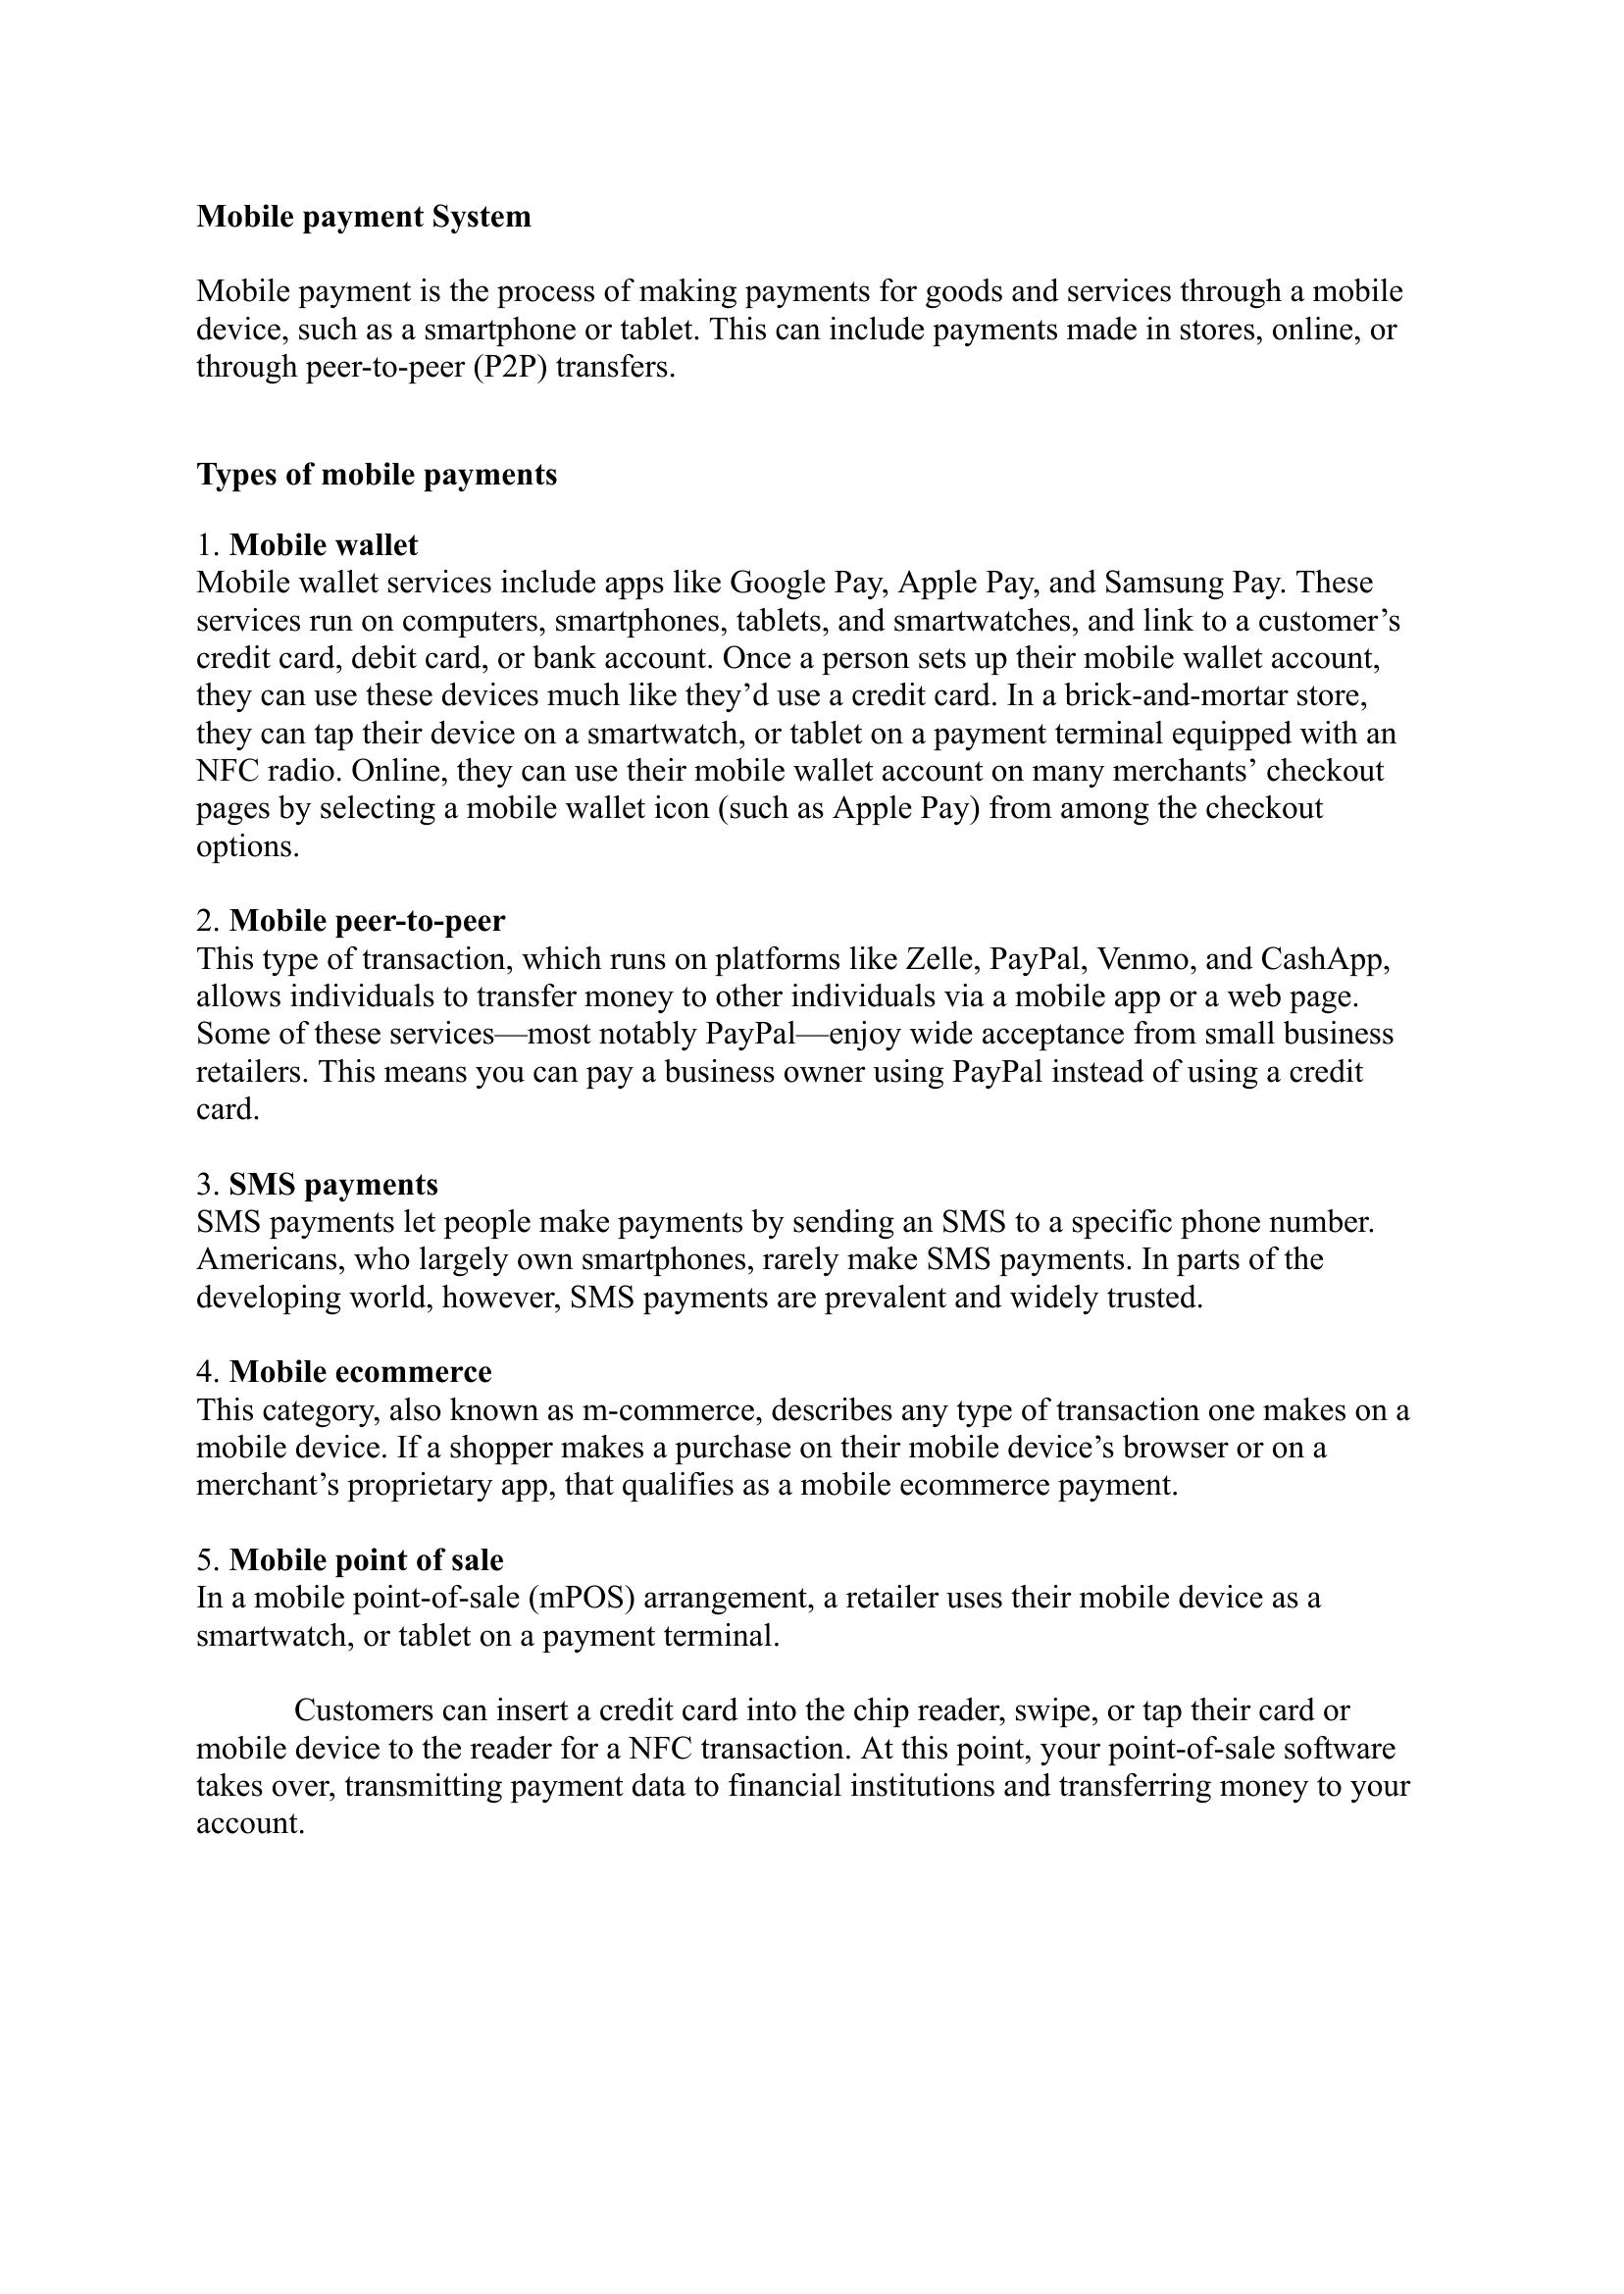 Mobile payment System
Mobile payment is the process of making payments for goods and services through a mobile
device, such as a smartphone or tablet. This can include payments made in stores, online, or
through peer-to-peer (P2P) transfers.
Types of mobile payments
1. Mobile wallet
Mobile wallet services include apps like Google Pay, Apple Pay, and Samsung Pay. These
services run on computers, smartphones, tablets, and smartwatches, and link to a customer’s
credit card, debit card, or bank account. Once a person sets up their mobile wallet account,
they can use these devices much like they’d use a credit card. In a brick-and-mortar store,
they can tap their device on a smartwatch, or tablet on a payment terminal equipped with an
NFC radio. Online, they can use their mobile wallet account on many merchants’ checkout
pages by selecting a mobile wallet icon (such as Apple Pay) from among the checkout
options.
2. Mobile peer-to-peer
This type of transaction, which runs on platforms like Zelle, PayPal, Venmo, and CashApp,
allows individuals to transfer money to other individuals via a mobile app or a web page.
Some of these services—most notably PayPal—enjoy wide acceptance from small business
retailers. This means you can pay a business owner using PayPal instead of using a credit
card.
3. SMS payments
SMS payments let people make payments by sending an SMS to a specific phone number.
Americans, who largely own smartphones, rarely make SMS payments. In parts of the
developing world, however, SMS payments are prevalent and widely trusted.
4. Mobile ecommerce
This category, also known as m-commerce, describes any type of transaction one makes on a
mobile device. If a shopper makes a purchase on their mobile device’s browser or on a
merchant’s proprietary app, that qualifies as a mobile ecommerce payment.
5. Mobile point of sale
In a mobile point-of-sale (mPOS) arrangement, a retailer uses their mobile device as a
smartwatch, or tablet on a payment terminal.
Customers can insert a credit card into the chip reader, swipe, or tap their card or
mobile device to the reader for a NFC transaction. At this point, your point-of-sale software
takes over, transmitting payment data to financial institutions and transferring money to your
account.